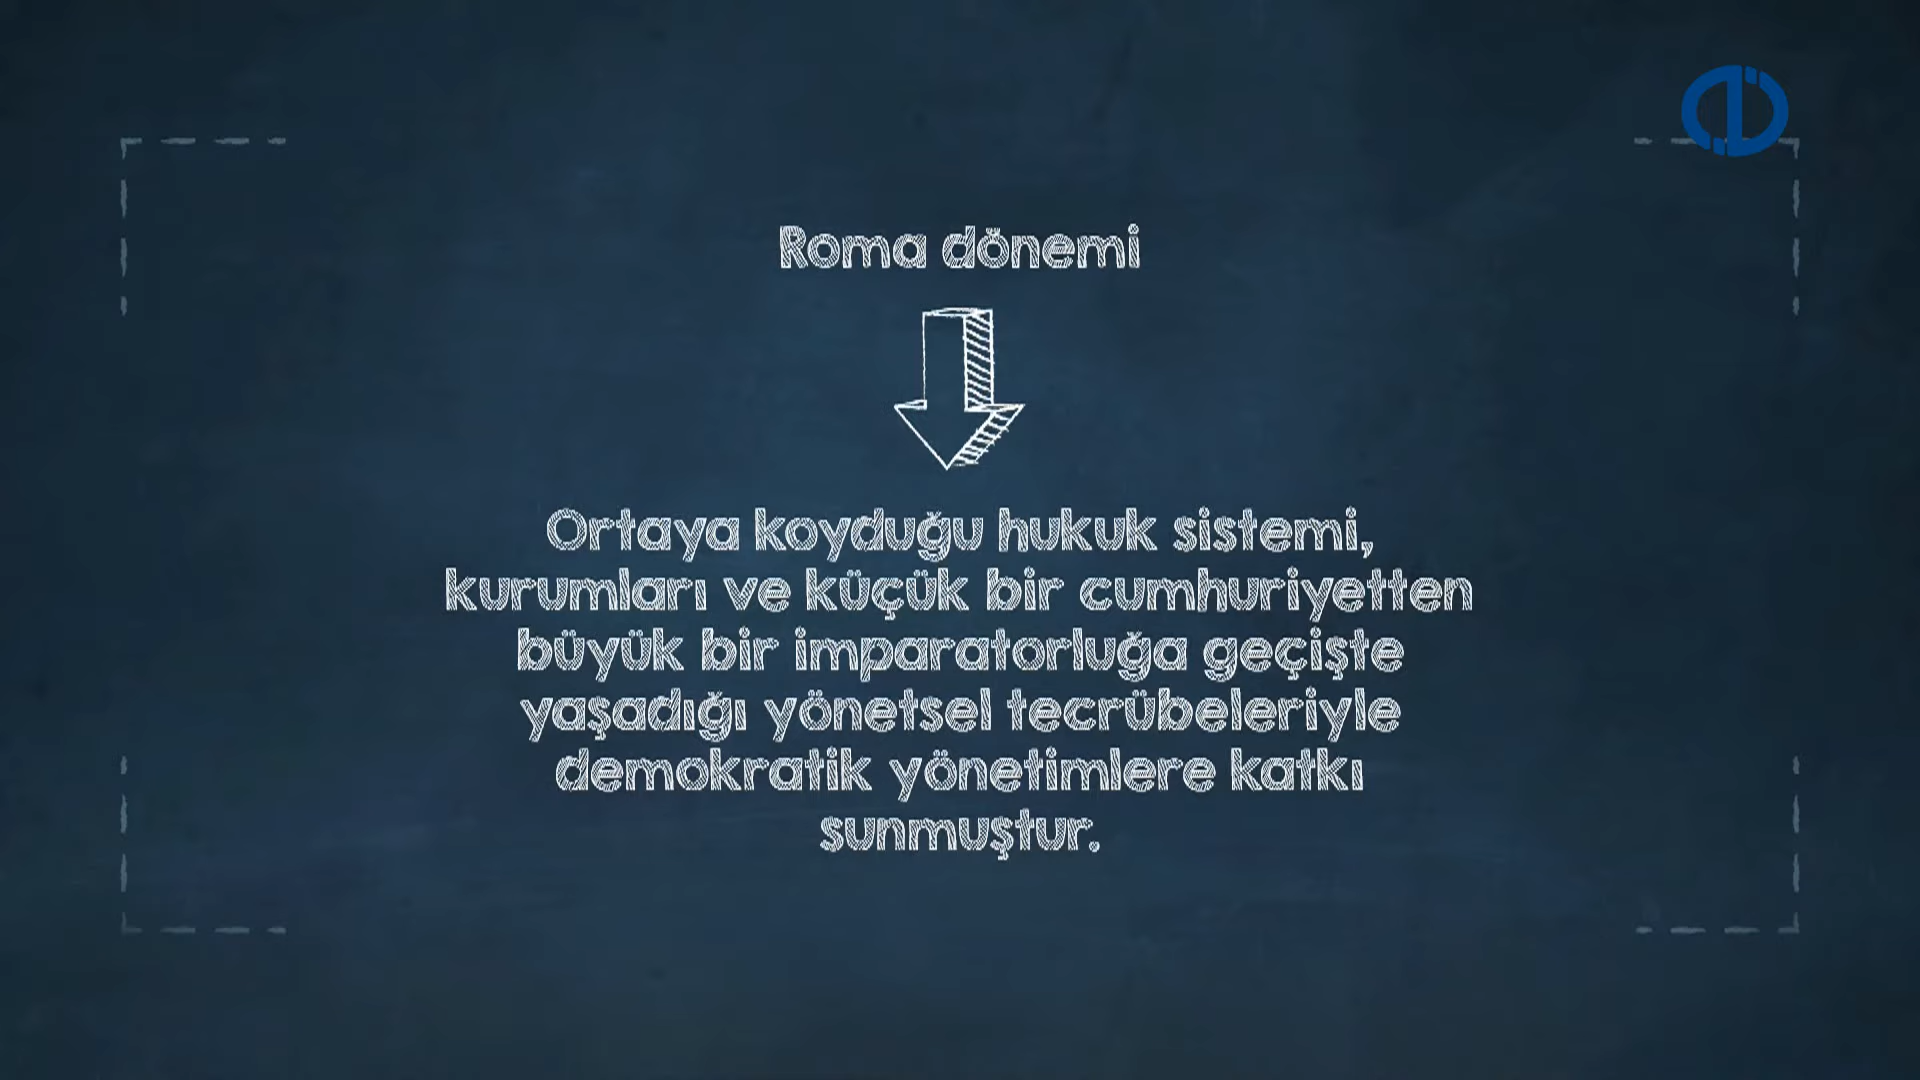 Roma dönemi
Ortaya koyduğu hukuk sistemi,
kurumları ve küçük bir cumhuriyetten
büyük bir imparatorluğa geçişte
yaşadığı yönetsel tecrübeleriyle
demokratik yönetimlere katkı
sunmuştur.